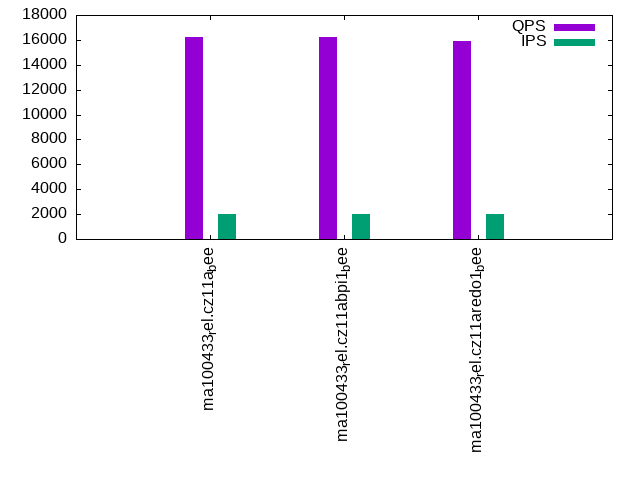 18000
16000
14000
12000
10000
8000
6000
4000
2000
0
QPS
IPS
ma100433rel.cz11abee
ma100433rel.cz11abpi1bee
ma100433rel.cz11aredo1bee